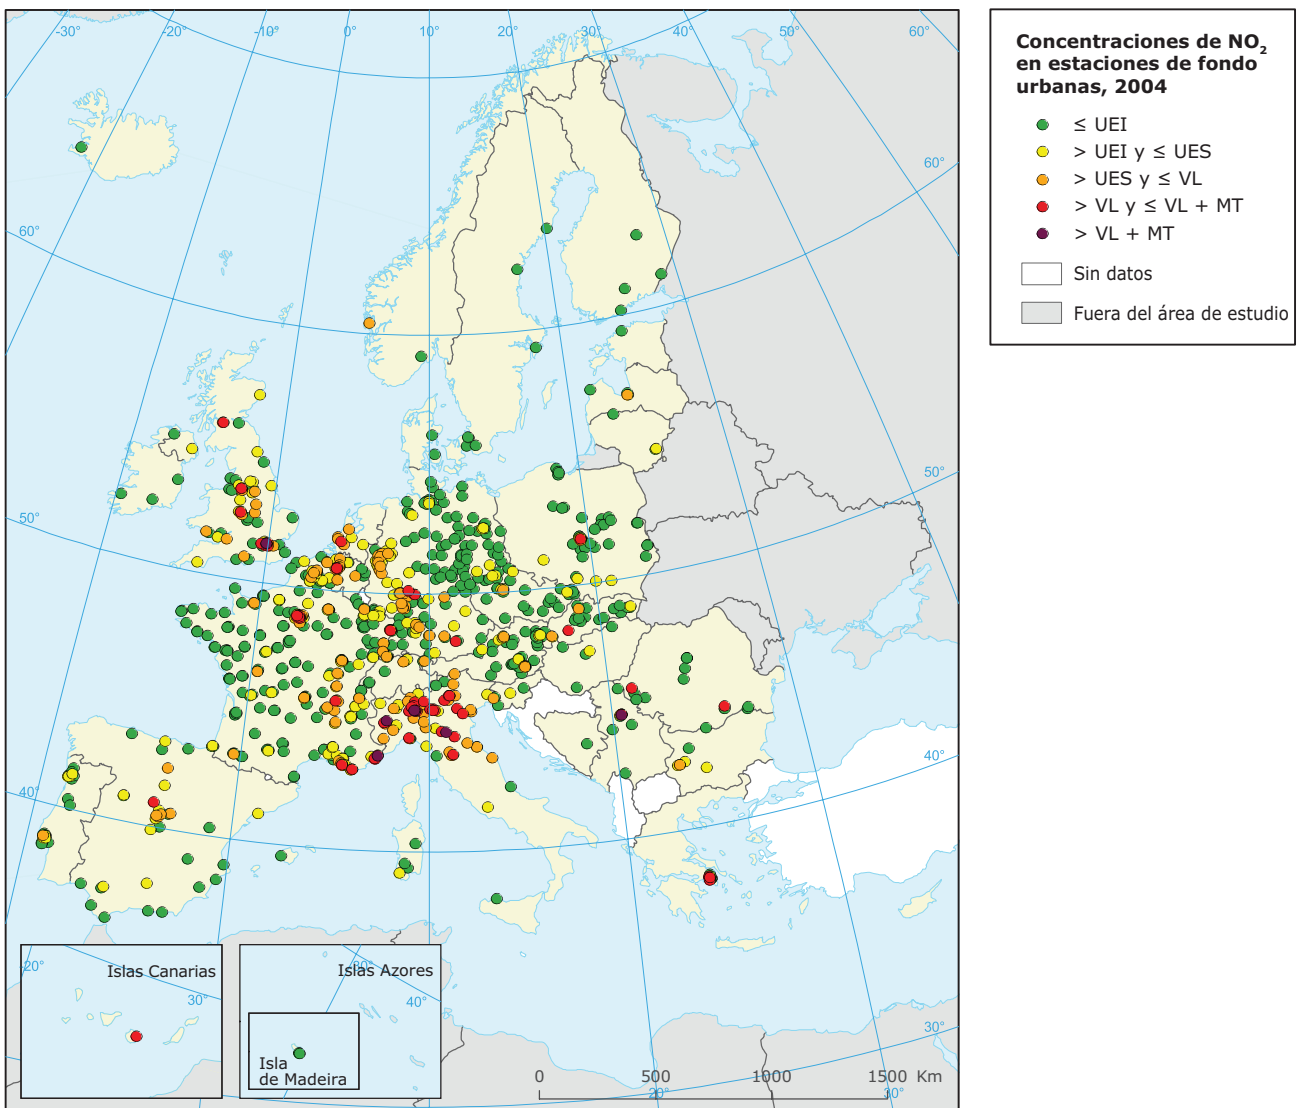 -30°
-20°
-10°
0°
10°
20°
30°
40°
50°
60°
60°
60°
50°
50°
40°
40°
30°
20°
30°
Islas Canarias
20°
30°
Islas Azores
30°
40°
Isla
de Madeira
0 500 1000 1500 Km
Concentraciones de NO₂
en estaciones de fondo
urbanas, 2004
≤ UEI
> UEI y ≤ UES
> UES y ≤ VL
> VL y ≤ VL + MT
> VL + MT
Sin datos
Fuera del área de estudio